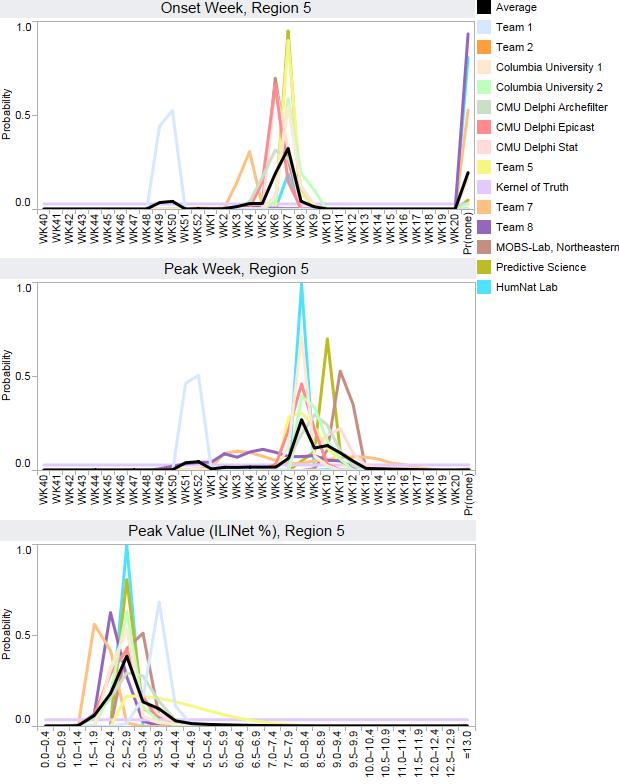 Onset Week, Region 5
1.0
0.5
0.0
Probability
WK40
WK41
WK42
WK43
WK44
WK45
WK46
WK47
WK48
WK49
WK50
WK51
WK52
WK1
WK2
WK3
WK4
WK5
WK6
WK7
WK8
WK9
WK10
WK11
WK12
WK13
WK14
WK15
WK16
WK17
WK18
WK19
WK20
Pr(none)
Average
Team 1
Team 2
Columbia University 1
Columbia University 2
CMU Delphi Archefilter
CMU Delphi Epicast
CMU Delphi Stat
Team 5
Kernel of Truth
Team 7
Team 8
MOBS-Lab, Northeastern
Predictive Science
HumNat Lab
Peak Week, Region 5
1.0
0.5
0.0
Probability
WK40
WK41
WK42
WK43
WK44
WK45
WK46
WK47
WK48
WK49
WK50
WK51
WK52
WK1
WK2
WK3
WK4
WK5
WK6
WK7
WK8
WK9
WK10
WK11
WK12
WK13
WK14
WK15
WK16
WK17
WK18
WK19
WK20
Pr(none)
Peak Value (ILINet %), Region 5
1.0
0.5
0.0
Probability
0.0–0.4
0.5–0.9
1.0–1.4
1.5–1.9
2.0–2.4
2.5–2.9
3.0–3.4
3.5–3.9
4.0–4.4
4.5–4.9
5.0–5.4
5.5–5.9
6.0–6.4
6.5–6.9
7.0–7.4
7.5–7.9
8.0–8.4
8.5–8.9
9.0–9.4
9.5–9.9
10.0–10.4
10.5–10.9
11.0–11.4
11.5–11.9
12.0–12.4
12.5–12.9
=13.0